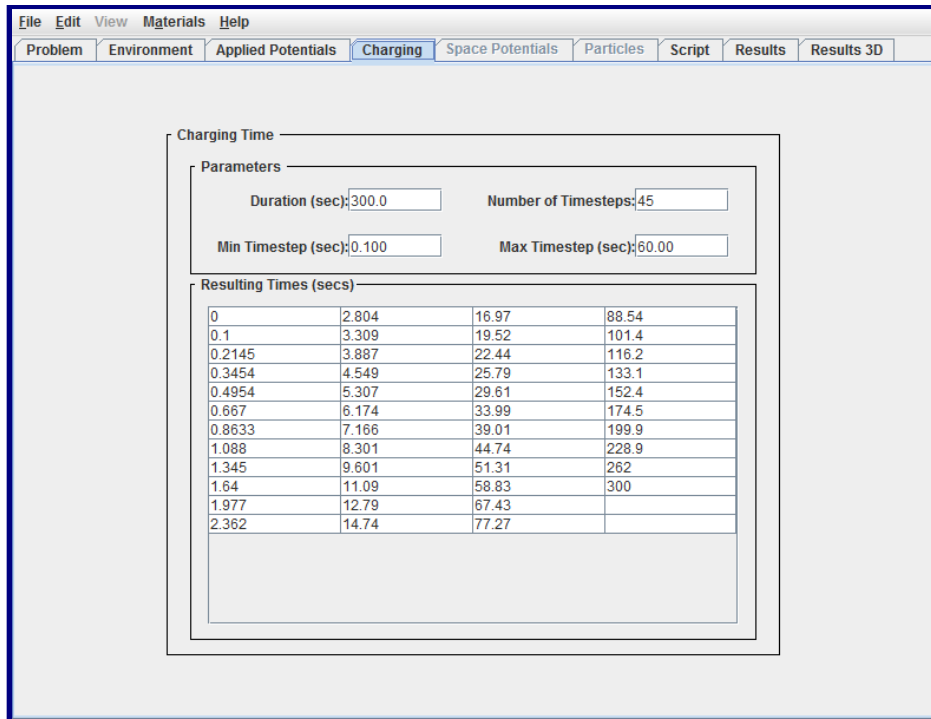 File Edit View Materials Help
Problem Environment Applied Potentials Charging Space Potentials Particles Script Results Results 3D
Charging Time
Parameters
Duration (sec): 300.0 Number of Timesteps: 45
Min Timestep (sec): 0.100 Max Timestep (sec): 60.00
Resulting Times (secs)
0 2.804 16.97 88.54
0.1 3.309 19.52 101.4
0.2145 3.887 22.44 116.2
0.3454 4.549 25.79 133.1
0.4954 5.307 29.61 152.4
0.667 6.174 33.99 174.5
0.8633 7.166 39.01 199.9
1.088 8.301 44.74 228.9
1.345 9.601 51.31 262
1.64 11.09 58.83 300
1.977 12.79 67.43
2.362 14.74 77.27